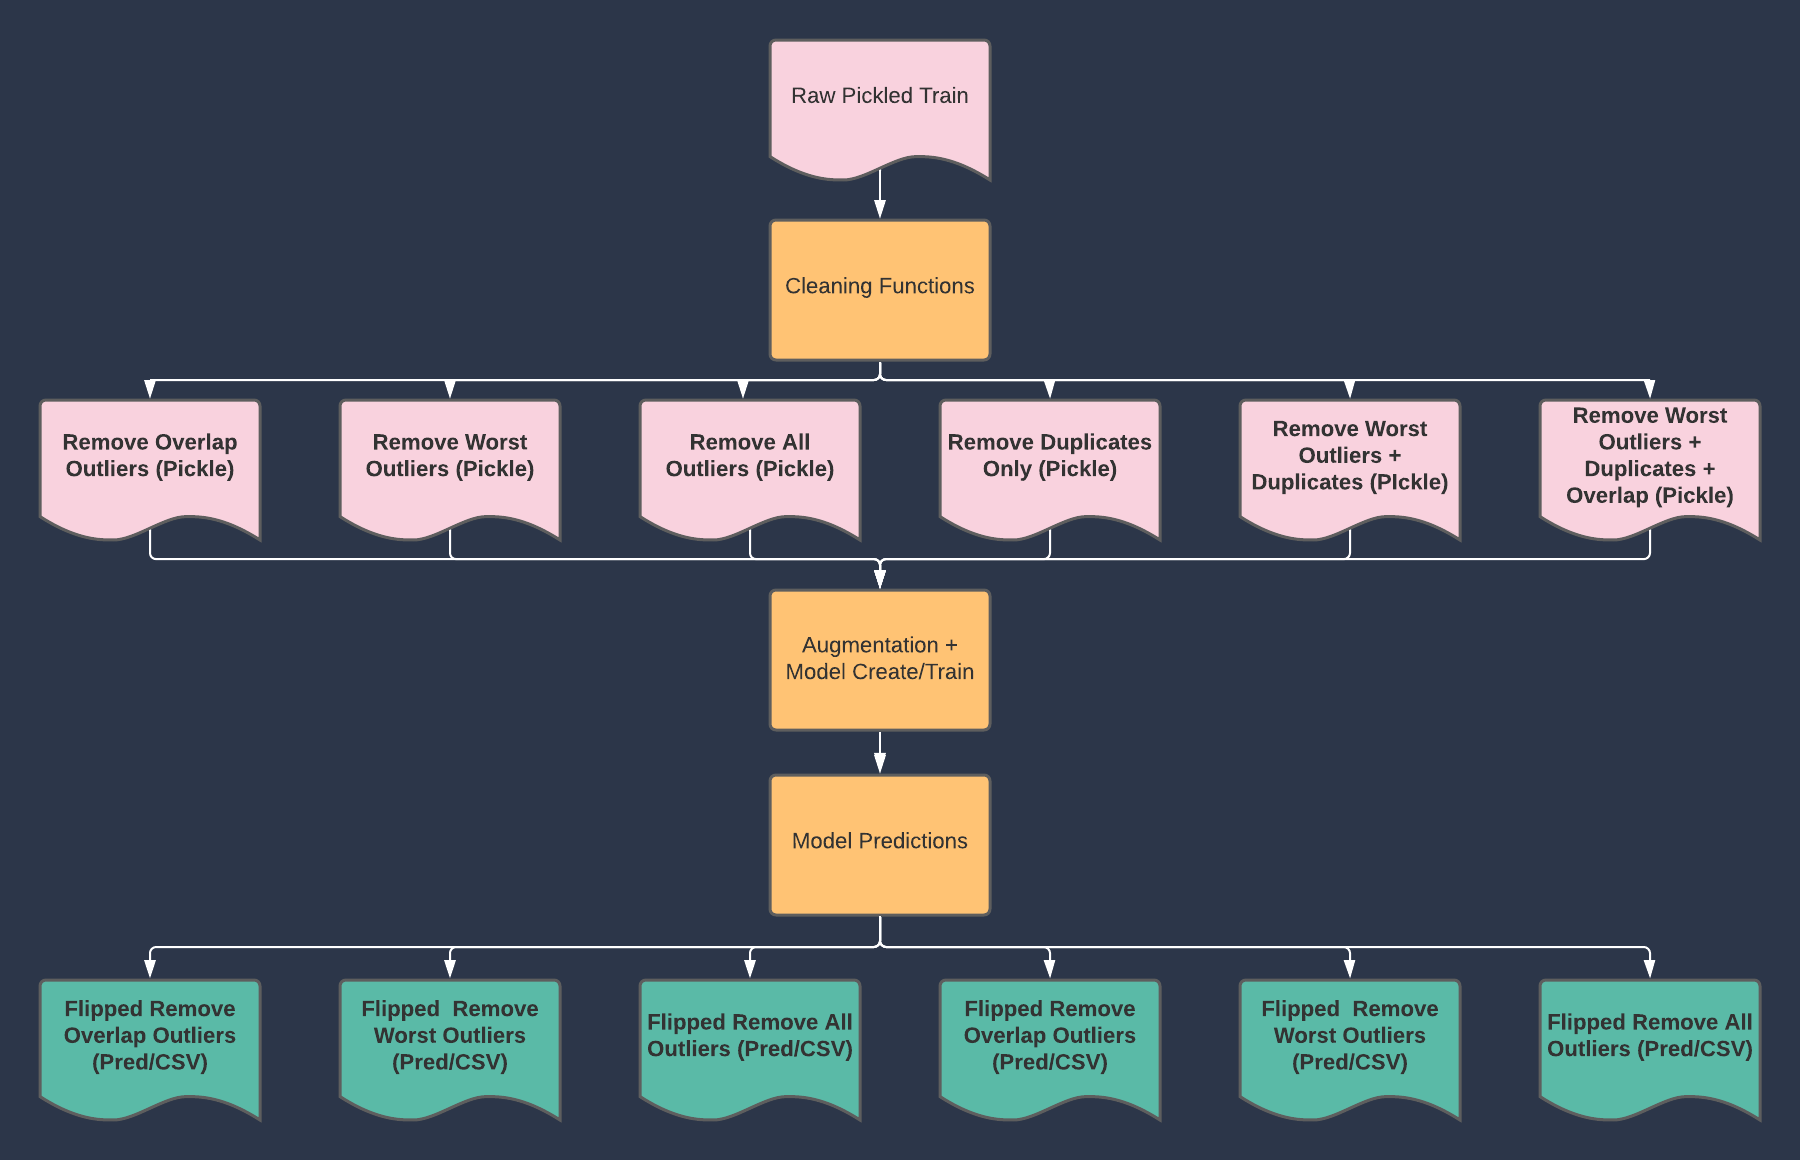 Raw Pickled Train
Cleaning Functions
Remove Overlap
Outliers (Pickle)
Remove Worst
Outliers (Pickle)
Remove All
Outliers (Pickle)
Remove Duplicates
Only (Pickle)
Remove Worst
Outliers +
Duplicates (PIckle)
Remove Worst
Outliers +
Duplicates +
Overlap (Pickle)
Augmentation +
Model Create/Train
Model Predictions
Flipped Remove
Overlap Outliers
(Pred/CSV)
Flipped  Remove
Worst Outliers
(Pred/CSV)
Flipped Remove All
Outliers (Pred/CSV)
Flipped Remove
Overlap Outliers
(Pred/CSV)
Flipped  Remove
Worst Outliers
(Pred/CSV)
Flipped Remove All
Outliers (Pred/CSV)